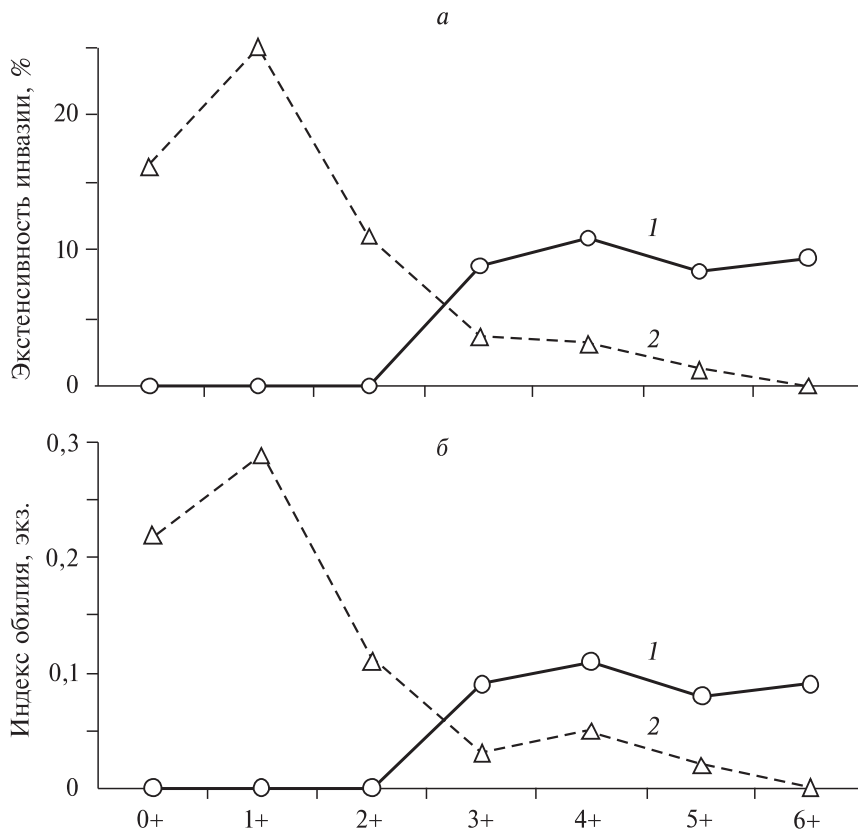 а
Экстенсивность инвазии, %
20
10
0
1
2
б
Индекс обилия, экз.
0,3
0,2
0,1
0
1
2
0+ 1+ 2+ 3+ 4+ 5+ 6+